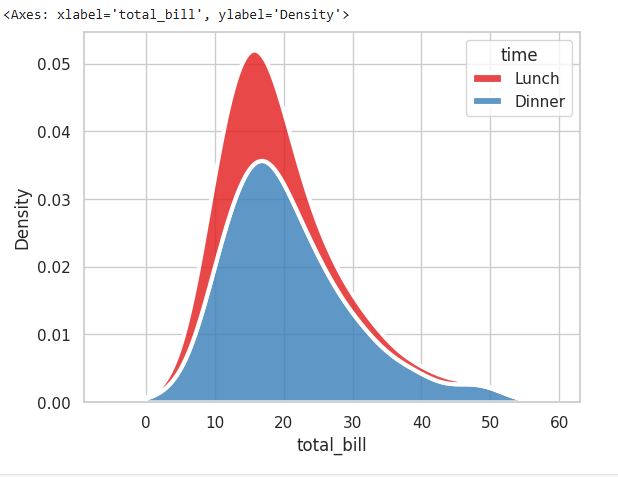 <Axes: xlabel='total_bill', ylabel='Density'>
time
Lunch
Dinner
Density
0.05
0.04
0.03
0.02
0.01
0.00
0 10 20 30 40 50 60
total_bill